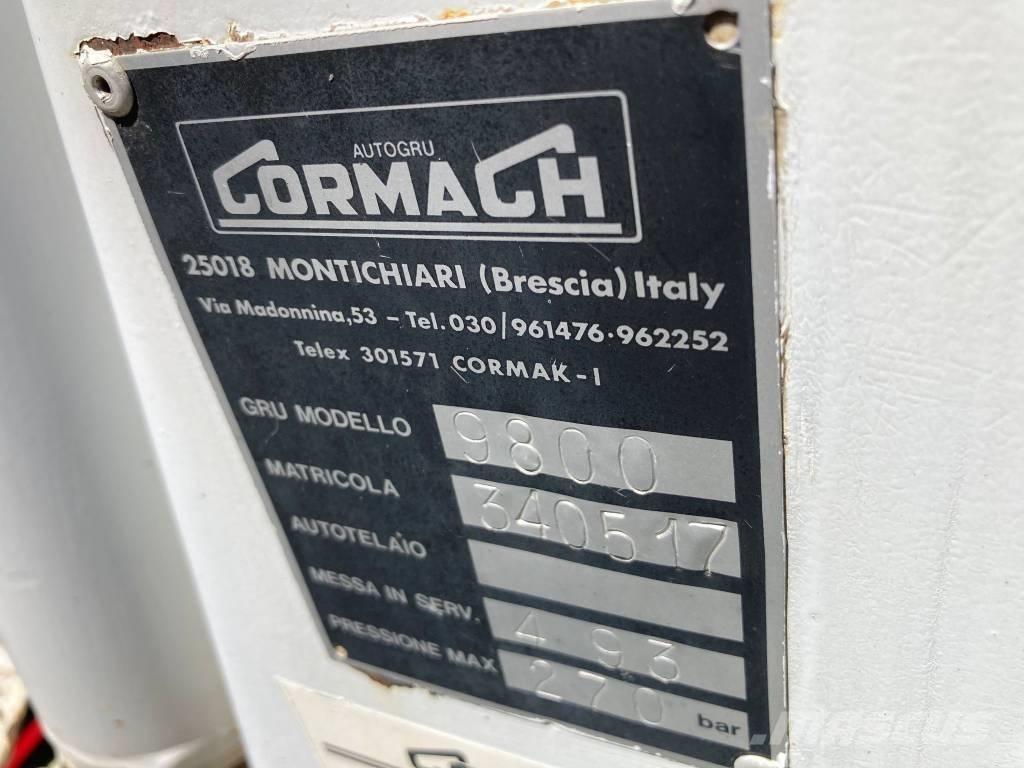 AUTOGRU
CORMACH
25018 MONTICHIARI (Brescia) Italy
Via Madonnina,53 - Tel.030/961476.962252
Telex 301571 CORMAK-I
GRU MODELLO 9800
MATRICOLA 340517
AUTOTELAIO
MESSA IN SERV. 4 93
PRESSIONE MAX 270 bar
MASCUS